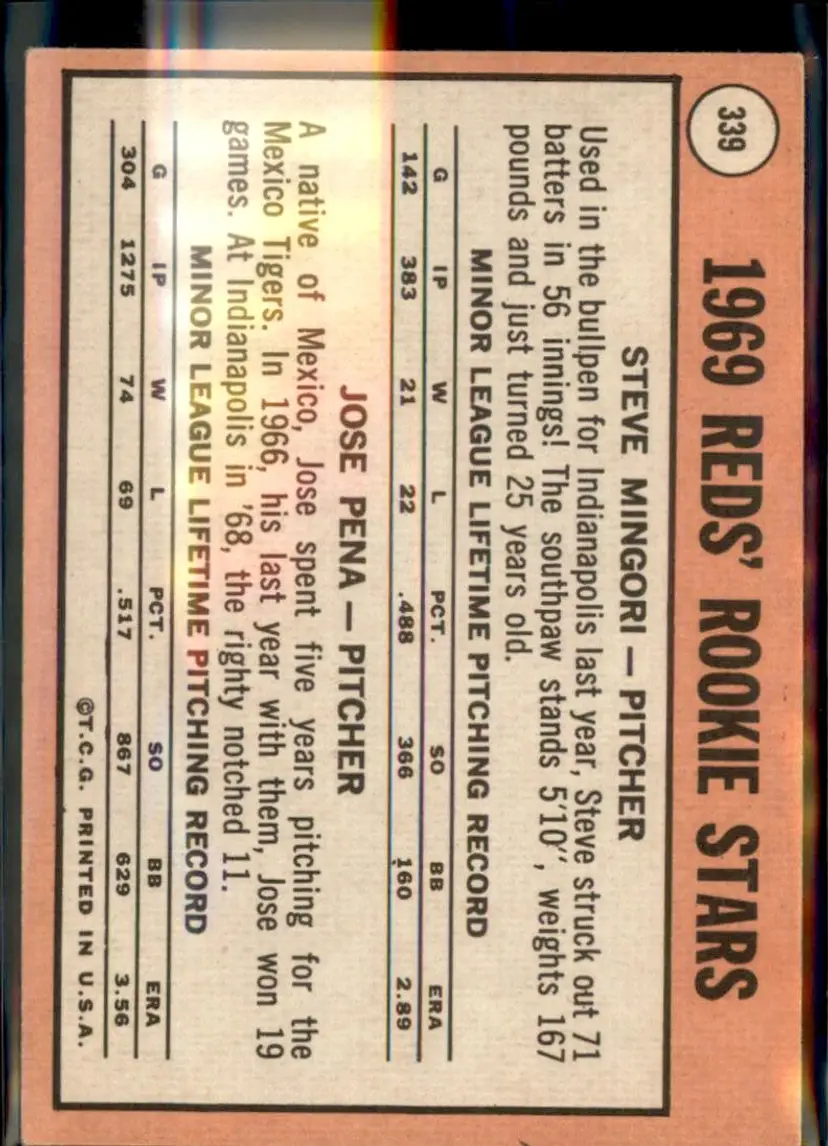 339
1969 REDS' ROOKIE STARS
STEVE MINGORI — PITCHER
Used in the bullpen for Indianapolis last year, Steve struck out 71
batters in 56 innings! The southpaw stands 5'10", weights 167
pounds and just turned 25 years old.
MINOR LEAGUE LIFETIME PITCHING RECORD
G IP W L PCT. SO BB ERA
142 383 21 22 .488 366 160 2.89
JOSE PENA — PITCHER
A native of Mexico, Jose spent five years pitching for the
Mexico Tigers. In 1966, his last year with them, Jose won 19
games. At Indianapolis in '68, the righty notched 11.
MINOR LEAGUE LIFETIME PITCHING RECORD
G IP W L PCT. SO BB ERA
304 1275 74 69 .517 867 629 3.56
©T.C.G. PRINTED IN U.S.A.